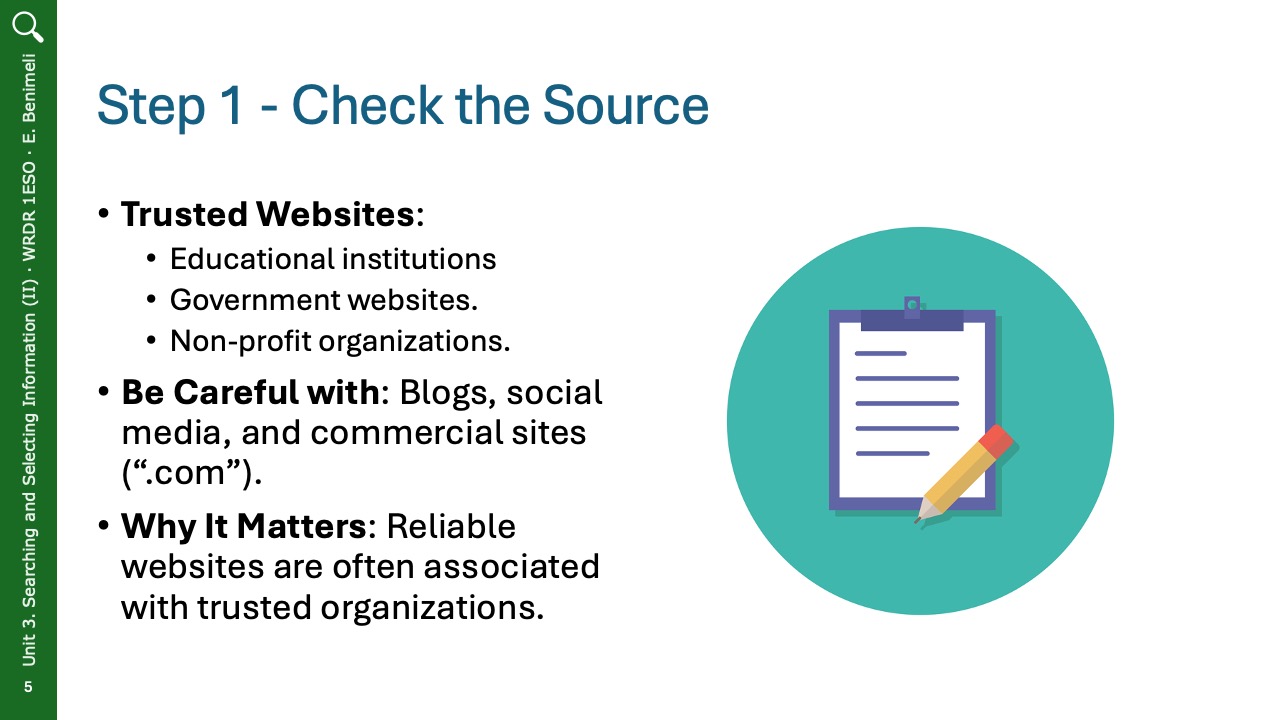 Unit 3. Searching and Selecting Information (II) · WRDR 1ESO · E. Benimeli
5
Step 1 - Check the Source
• Trusted Websites:
• Educational institutions
• Government websites.
• Non-profit organizations.
• Be Careful with: Blogs, social
media, and commercial sites
(“.com”).
• Why It Matters: Reliable
websites are often associated
with trusted organizations.